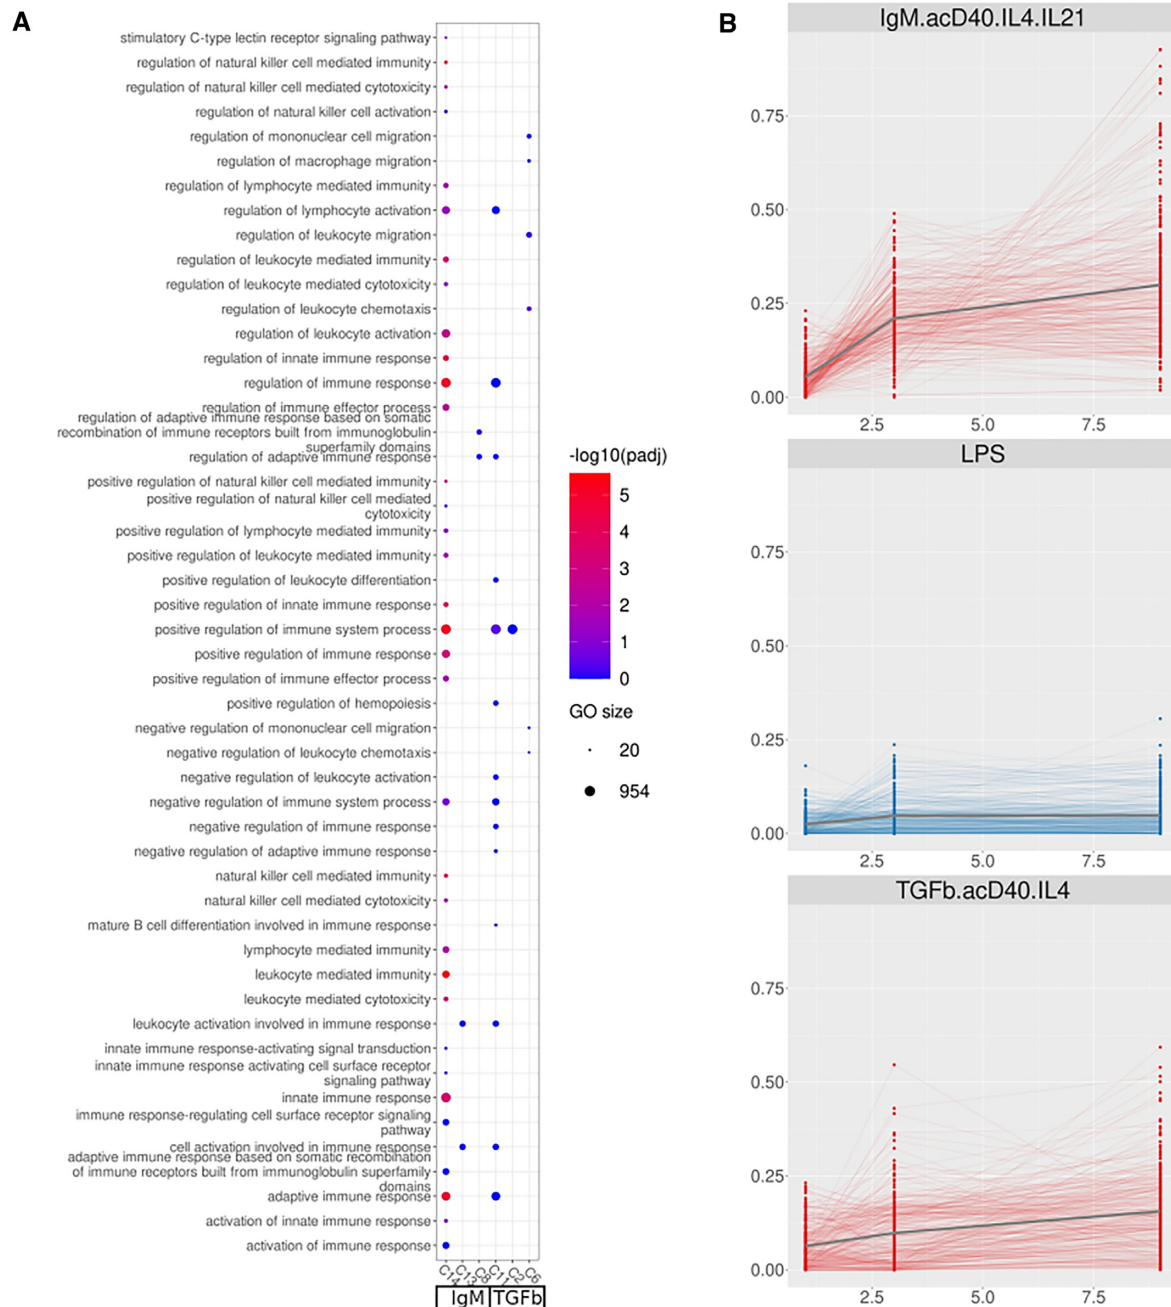 A
stimulatory C-type lectin receptor signaling pathway
regulation of natural killer cell mediated immunity
regulation of natural killer cell mediated cytotoxicity
regulation of natural killer cell activation
regulation of mononuclear cell migration
regulation of macrophage migration
regulation of lymphocyte mediated immunity
regulation of lymphocyte activation
regulation of leukocyte migration
regulation of leukocyte mediated immunity
regulation of leukocyte mediated cytotoxicity
regulation of leukocyte chemotaxis
regulation of leukocyte activation
regulation of innate immune response
regulation of immune response
regulation of immune effector process
regulation of adaptive immune response based on somatic
recombination of immune receptors built from immunoglobulin
superfamily domains
regulation of adaptive immune response
positive regulation of natural killer cell mediated immunity
positive regulation of natural killer cell mediated
cytotoxicity
positive regulation of lymphocyte mediated immunity
positive regulation of leukocyte mediated immunity
positive regulation of leukocyte differentiation
positive regulation of innate immune response
positive regulation of immune system process
positive regulation of immune response
positive regulation of immune effector process
positive regulation of hemopoiesis
negative regulation of mononuclear cell migration
negative regulation of leukocyte chemotaxis
negative regulation of leukocyte activation
negative regulation of immune system process
negative regulation of immune response
negative regulation of adaptive immune response
natural killer cell mediated immunity
natural killer cell mediated cytotoxicity
mature B cell differentiation involved in immune response
lymphocyte mediated immunity
leukocyte mediated immunity
leukocyte mediated cytotoxicity
leukocyte activation involved in immune response
innate immune response-activating signal transduction
innate immune response activating cell surface receptor
signaling pathway
innate immune response
immune response-regulating cell surface receptor signaling
pathway
cell activation involved in immune response
adaptive immune response based on somatic recombination
of immune receptors built from immunoglobulin superfamily
domains
adaptive immune response
activation of innate immune response
activation of immune response
C14 C13 C8 C11 C2 C6
IgM TGFb
-log10(padj)
5
4
3
2
1
0
GO size
20
954
B
IgM.acD40.IL4.IL21
0.75
0.50
0.25
0.00
2.5 5.0 7.5
LPS
0.75
0.50
0.25
0.00
2.5 5.0 7.5
TGFb.acD40.IL4
0.75
0.50
0.25
0.00
2.5 5.0 7.5